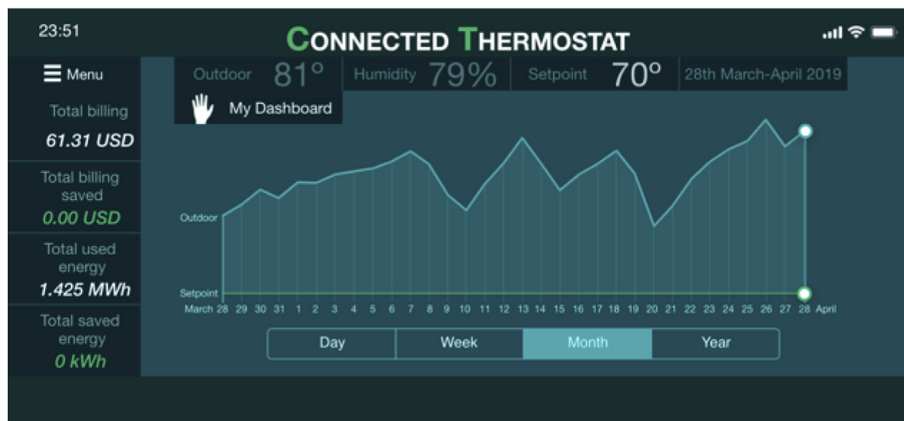 23:51
CONNECTED THERMOSTAT
Menu
Outdoor 81° Humidity 79% Setpoint 70° 28th March-April 2019
My Dashboard
Total billing
61.31 USD
Total billing
saved
0.00 USD
Total used
energy
1.425 MWh
Total saved
energy
0 kWh
Outdoor
Setpoint
March 28 29 30 31 1 2 3 4 5 6 7 8 9 10 11 12 13 14 15 16 17 18 19 20 21 22 23 24 25 26 27 28 April
Day Week Month Year